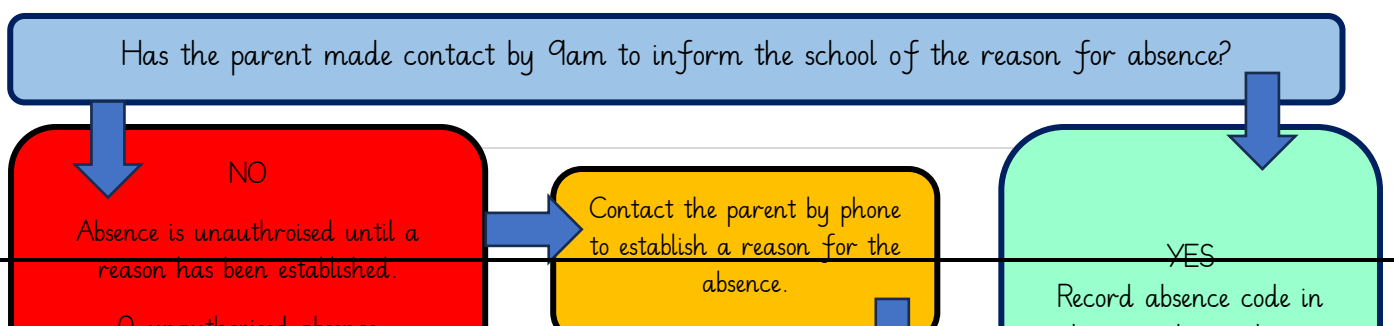 Has the parent made contact by 9am to inform the school of the reason for absence?
NO
Absence is unauthroised until a
reason has been established.
Contact the parent by phone
to establish a reason for the
absence.
YES
Record absence code in